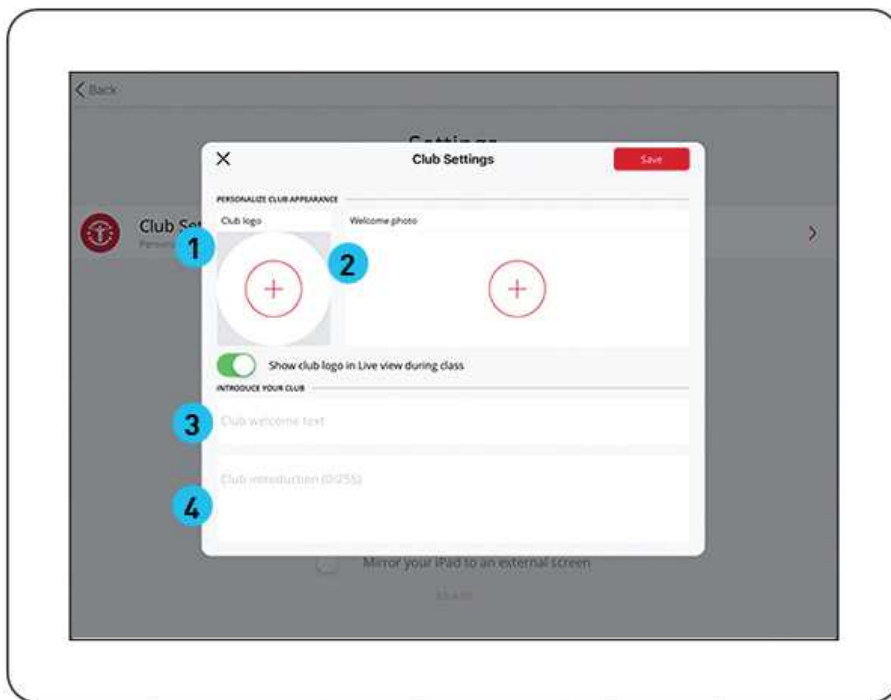 Back
Settings
Club Settings
Save
PERSONALIZE CLUB APPEARANCE
Club Set
Club logo
Welcome photo
1
2
Show club logo in Live view during class
INTRODUCE YOUR CLUB
3
Club welcome text
Club introduction (0/255)
4
Mirror your iPad to an external screen